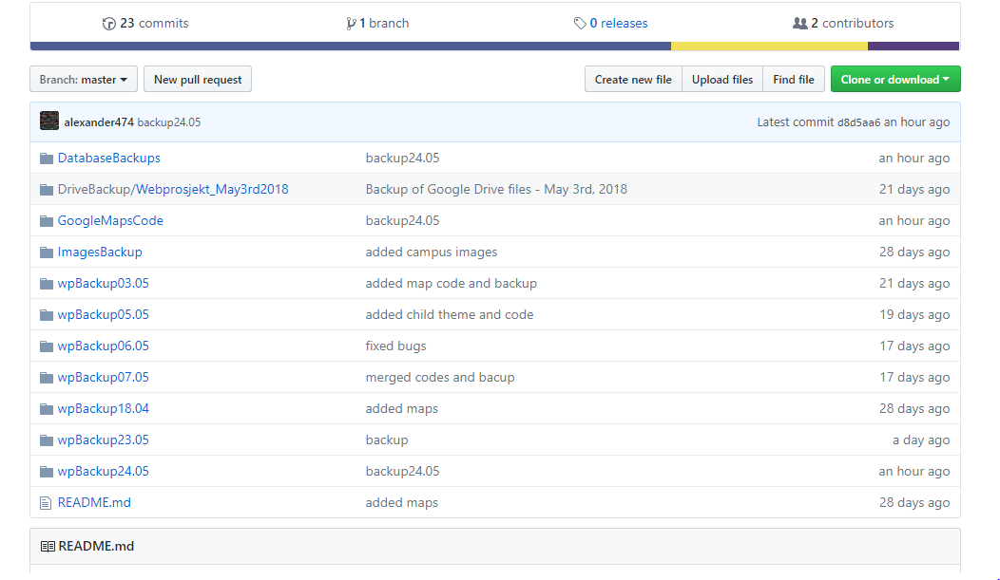 23 commits 1 branch 0 releases 2 contributors
Branch: master New pull request Create new file Upload files Find file Clone or download
alexander474 backup24.05 Latest commit d8d5aa6 an hour ago
DatabaseBackups backup24.05 an hour ago
DriveBackup/Webprosjekt_May3rd2018 Backup of Google Drive files - May 3rd, 2018 21 days ago
GoogleMapsCode backup24.05 an hour ago
ImagesBackup added campus images 28 days ago
wpBackup03.05 added map code and backup 21 days ago
wpBackup05.05 added child theme and code 19 days ago
wpBackup06.05 fixed bugs 17 days ago
wpBackup07.05 merged codes and bacup 17 days ago
wpBackup18.04 added maps 28 days ago
wpBackup23.05 backup a day ago
wpBackup24.05 backup24.05 an hour ago
README.md added maps 28 days ago
README.md